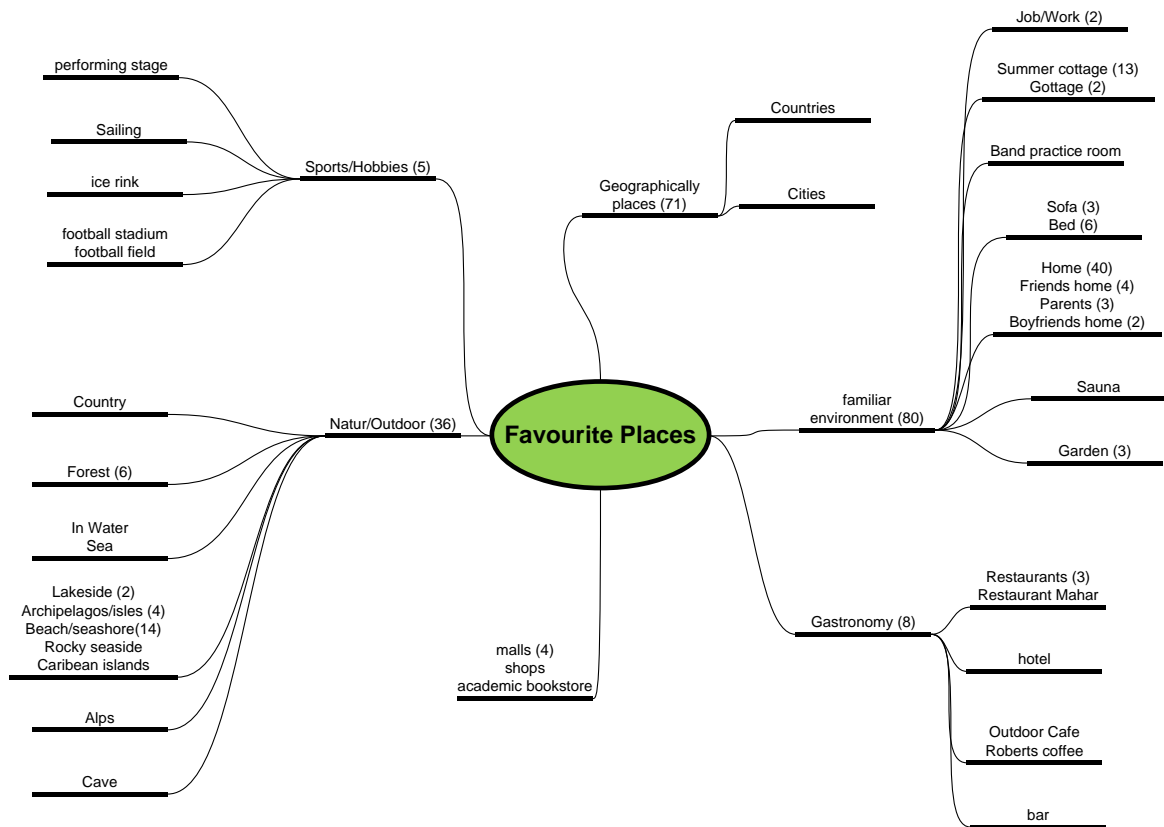 Favourite Places
Sports/Hobbies (5)
performing stage
Sailing
ice rink
football stadium
football field
Natur/Outdoor (36)
Country
Forest (6)
In Water
Sea
Lakeside (2)
Archipelagos/isles (4)
Beach/seashore(14)
Rocky seaside
Caribean islands
Alps
Cave
malls (4)
shops
academic bookstore
Geographically
places (71)
Countries
Cities
familiar
environment (80)
Job/Work (2)
Summer cottage (13)
Gottage (2)
Band practice room
Sofa (3)
Bed (6)
Home (40)
Friends home (4)
Parents (3)
Boyfriends home (2)
Sauna
Garden (3)
Gastronomy (8)
Restaurants (3)
Restaurant Mahar
hotel
Outdoor Cafe
Roberts coffee
bar